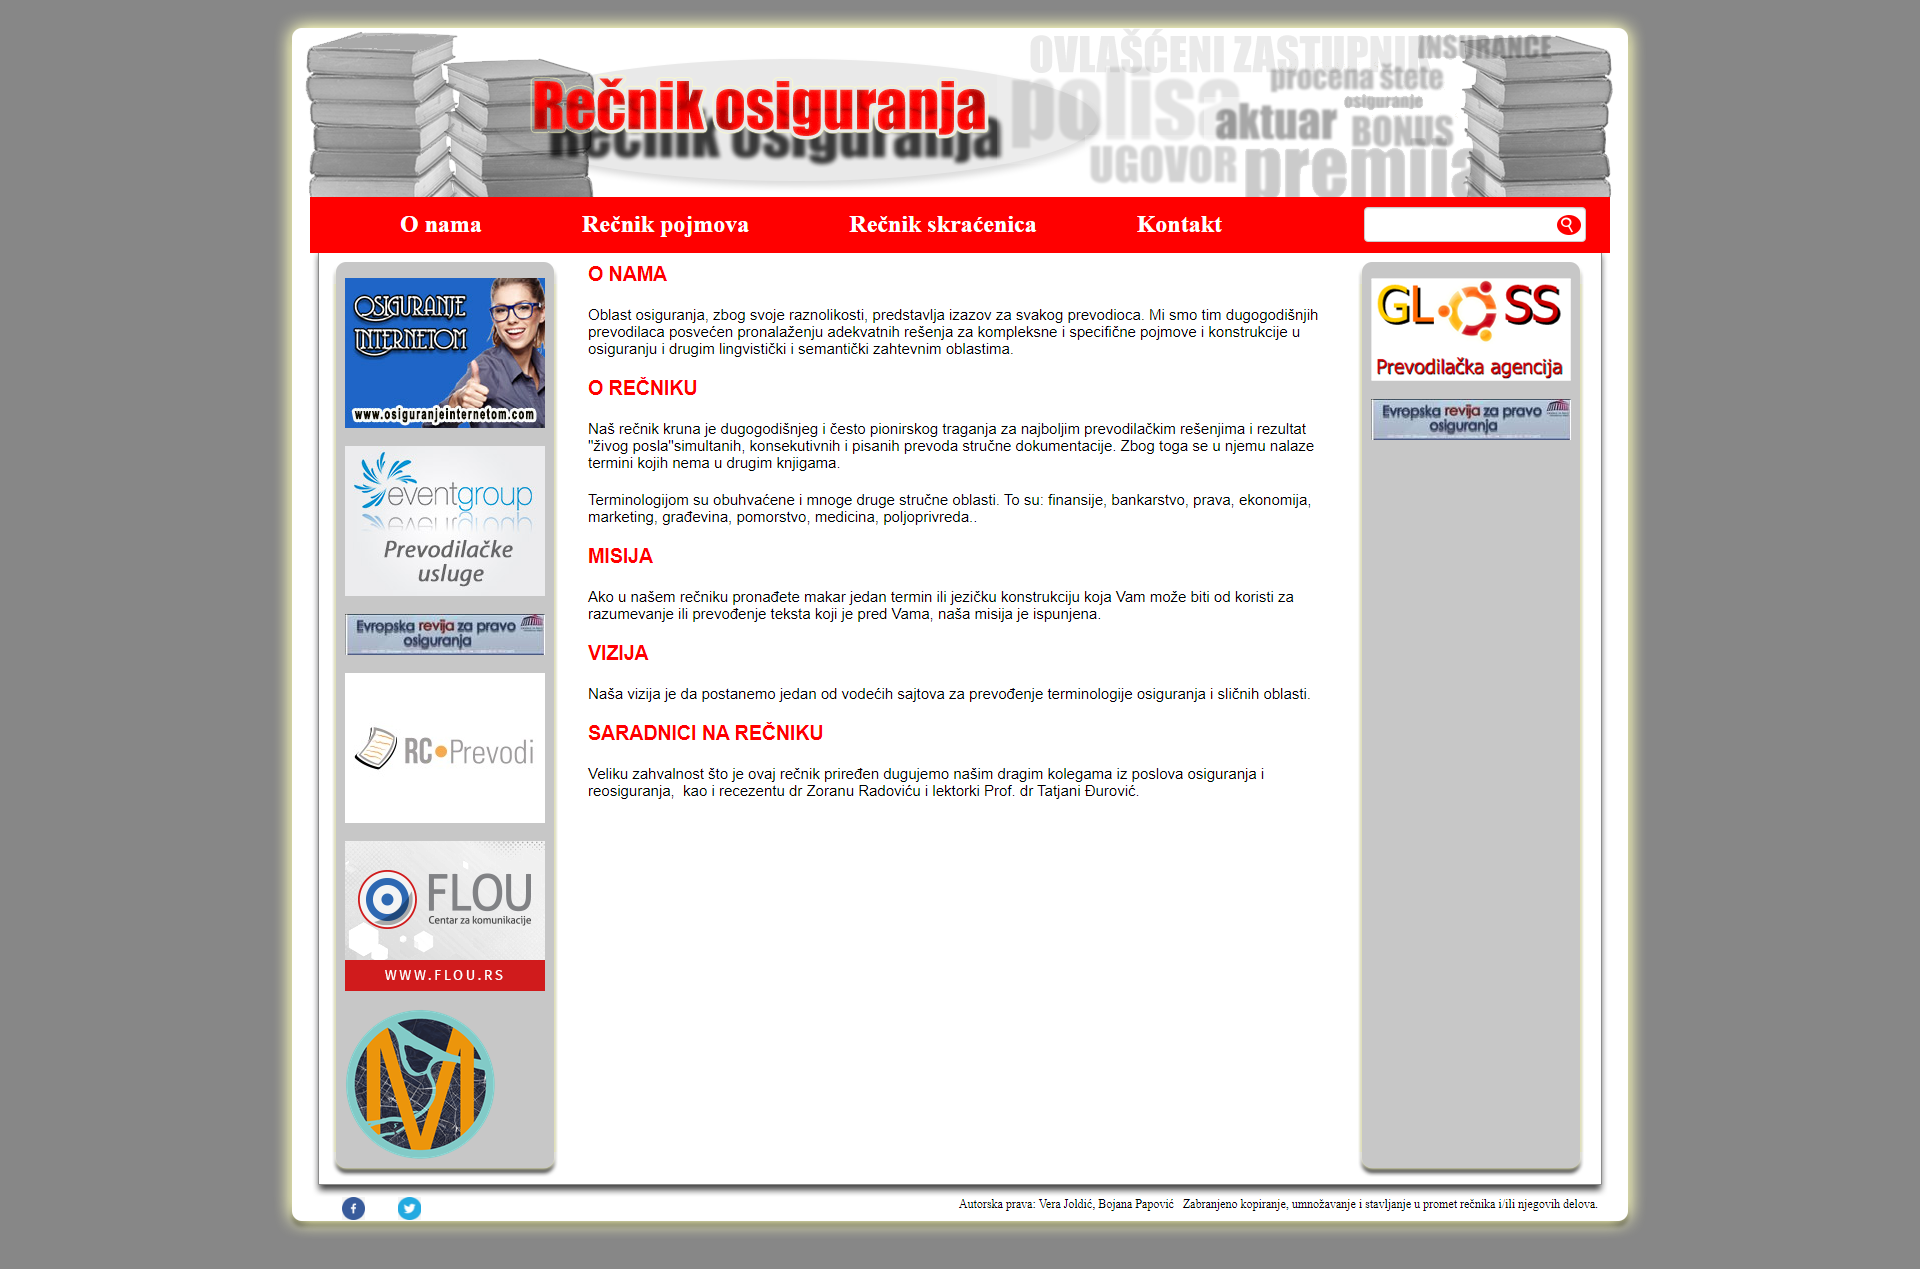 OVLAŠĆENI ZASTUPNIK
INSURANCE
procena štete
polisa
osiguranje
aktuar
BONUS
UGOVOR
premija
Rečnik osiguranja
O nama
Rečnik pojmova
Rečnik skraćenica
Kontakt
OSIGURANJE
INTERNETOM
www.osiguranjeinternetom.com
eventgroup
Prevodilačke
usluge
Evropska revija za pravo
osiguranja
RC Prevodi
FLOU
Centar za komunikacije
WWW.FLOU.RS
M
O NAMA
Oblast osiguranja, zbog svoje raznolikosti, predstavlja izazov za svakog prevodioca. Mi smo tim dugogodišnjih
prevodilaca posvećen pronalaženju adekvatnih rešenja za kompleksne i specifične pojmove i konstrukcije u
osiguranju i drugim lingvistički i semantički zahtevnim oblastima.
O REČNIKU
Naš rečnik kruna je dugogodišnjeg i često pionirskog traganja za najboljim prevodilačkim rešenjima i rezultat
"živog posla"simultanih, konsekutivnih i pisanih prevoda stručne dokumentacije. Zbog toga se u njemu nalaze
termini kojih nema u drugim knjigama.
Terminologijom su obuhvaćene i mnoge druge stručne oblasti. To su: finansije, bankarstvo, prava, ekonomija,
marketing, građevina, pomorstvo, medicina, poljoprivreda..
MISIJA
Ako u našem rečniku pronađete makar jedan termin ili jezičku konstrukciju koja Vam može biti od koristi za
razumevanje ili prevođenje teksta koji je pred Vama, naša misija je ispunjena.
VIZIJA
Naša vizija je da postanemo jedan od vodećih sajtova za prevođenje terminologije osiguranja i sličnih oblasti.
SARADNICI NA REČNIKU
Veliku zahvalnost što je ovaj rečnik priređen dugujemo našim dragim kolegama iz poslova osiguranja i
reosiguranja,  kao i recezentu dr Zoranu Radoviću i lektorki Prof. dr Tatjani Đurović.
GLOSS
Prevodilačka agencija
Evropska revija za pravo
osiguranja
Autorska prava: Vera Joldić, Bojana Papović   Zabranjeno kopiranje, umnožavanje i stavljanje u promet rečnika i/ili njegovih delova.